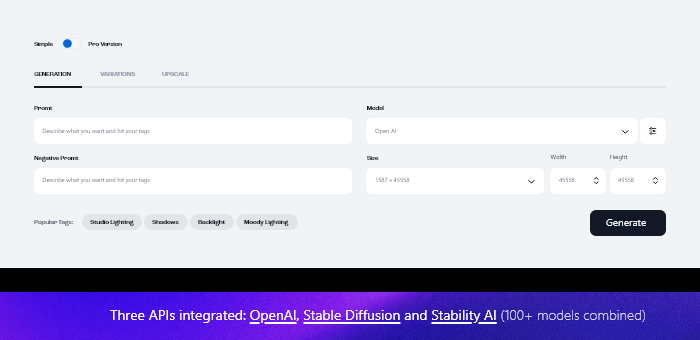 Simple Pro Version
GENERATION VARIATIONS UPSCALE
Promt Model
Describe what you want and hit your tags Open AI
Negative Promt Size Width Height
Describe what you want and hit your tags 1587 x 45558 45558 45558
Popular Tags: Studio Lighting Shadows Backlight Moody Lighting Generate
Three APIs integrated: OpenAI, Stable Diffusion and Stability AI (100+ models combined)